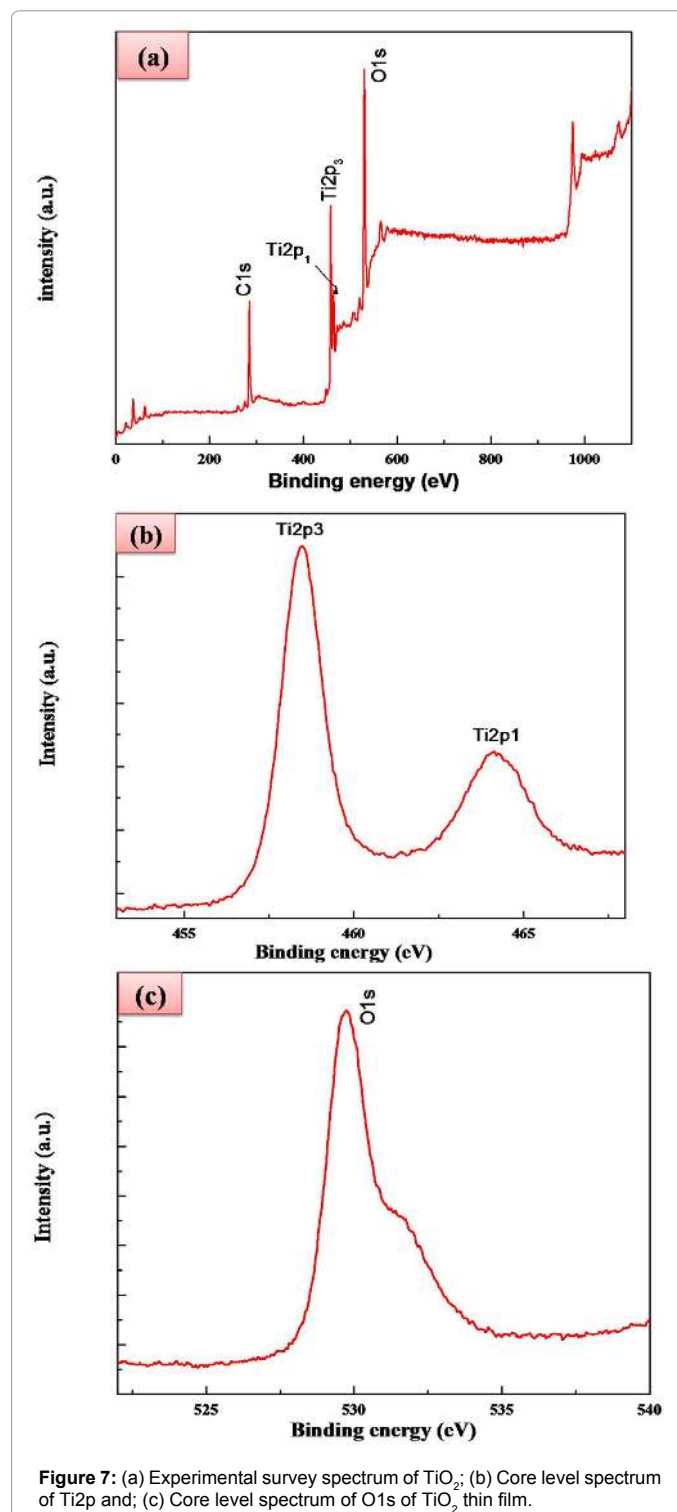 (a)
O1s
Ti2p3
Ti2p1
C1s
intensity (a.u.)
0 200 400 600 800 1000
Binding energy (eV)
(b)
Ti2p3
Ti2p1
Intensity (a.u.)
455 460 465
Binding energy (eV)
(c)
O1s
Intensity (a.u.)
525 530 535 540
Binding energy (eV)
Figure 7: (a) Experimental survey spectrum of TiO2; (b) Core level spectrum
of Ti2p and; (c) Core level spectrum of O1s of TiO2 thin film.